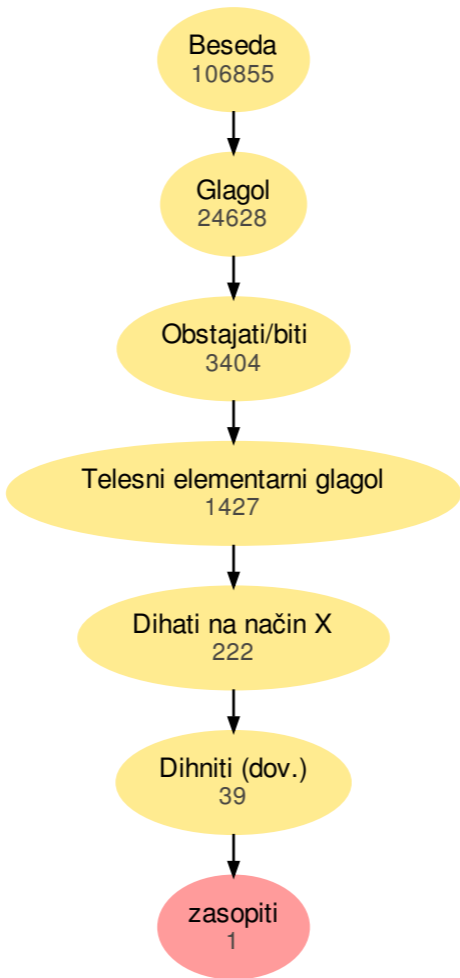 Beseda
106855
Glagol
24628
Obstajati/biti
3404
Telesni elementarni glagol
1427
Dihati na način X
222
Dihniti (dov.)
39
zasopiti
1